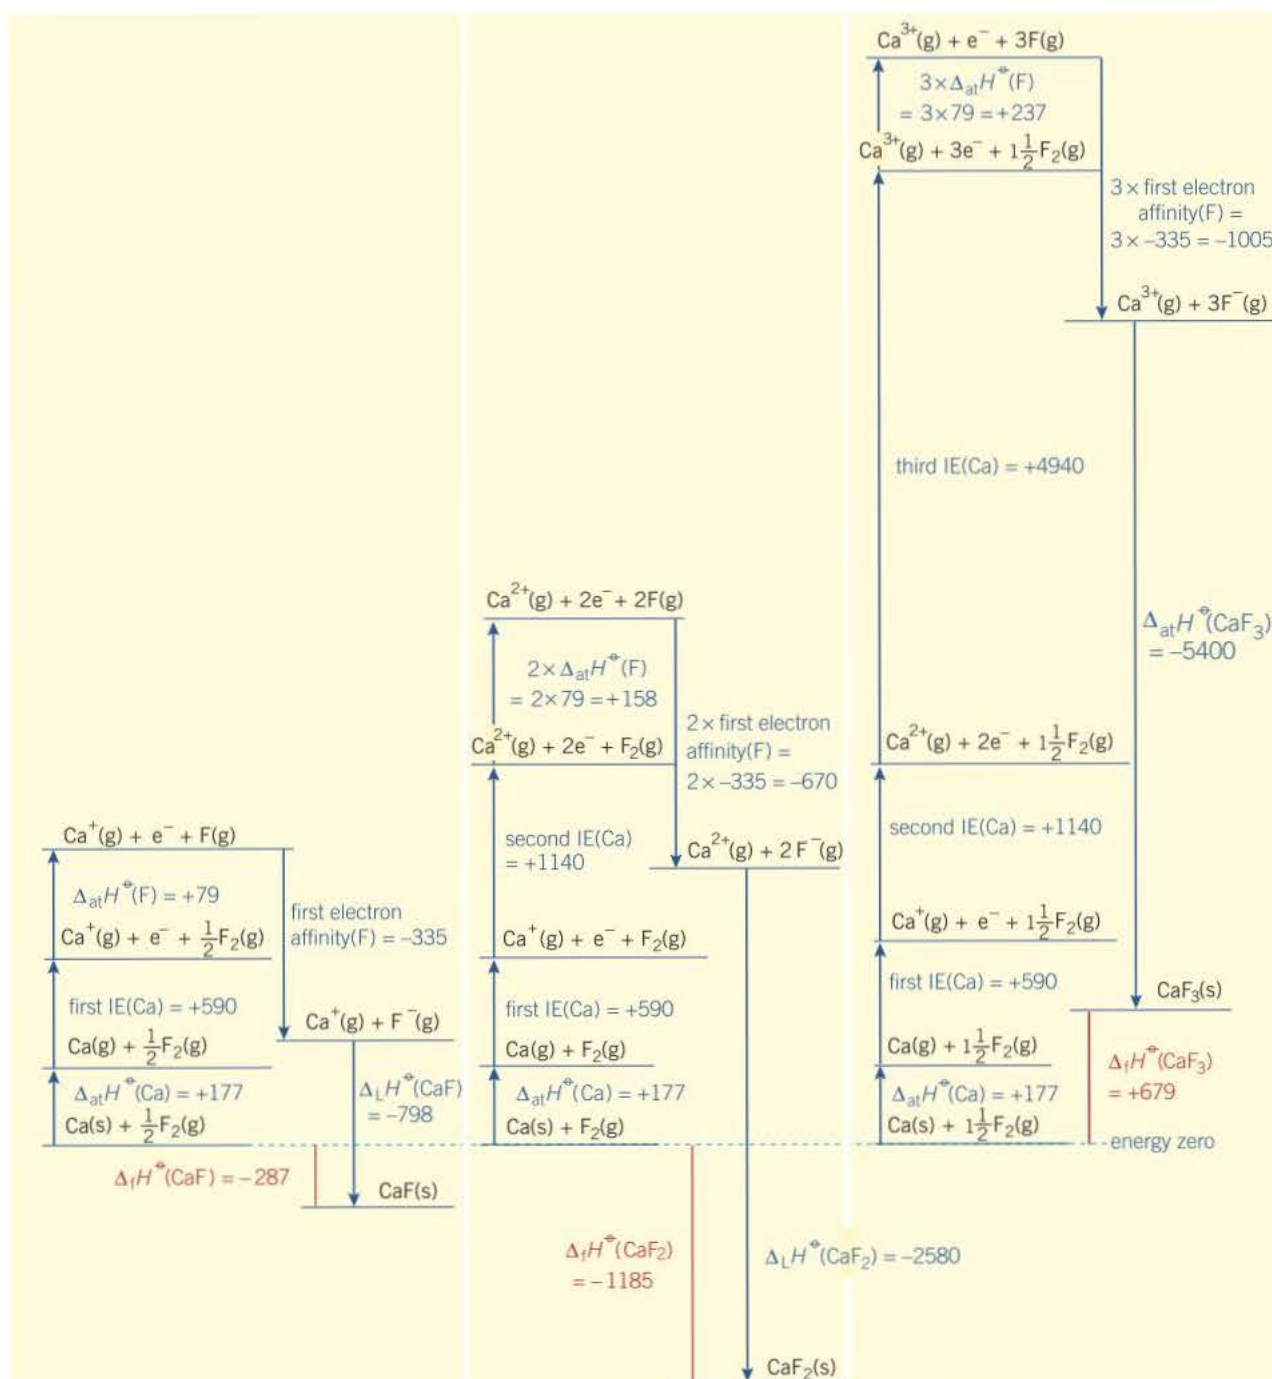 Ca³⁺(g) + e⁻ + 3F(g)
3×ΔatH⦵(F)
= 3×79 = +237
Ca³⁺(g) + 3e⁻ + 1½F₂(g)
3 × first electron
affinity(F) =
3 × –335 = –1005
Ca³⁺(g) + 3F⁻(g)
third IE(Ca) = +4940
ΔatH⦵(CaF₃)
= –5400
Ca²⁺(g) + 2e⁻ + 1½F₂(g)
second IE(Ca) = +1140
Ca⁺(g) + e⁻ + 1½F₂(g)
first IE(Ca) = +590
CaF₃(s)
Ca(g) + 1½F₂(g)
ΔfH⦵(CaF₃)
= +679
ΔatH⦵(Ca) = +177
Ca(s) + 1½F₂(g)
energy zero
Ca²⁺(g) + 2e⁻ + 2F(g)
2×ΔatH⦵(F)
= 2×79 = +158
Ca²⁺(g) + 2e⁻ + F₂(g)
2 × first electron
affinity(F) =
2 × –335 = –670
second IE(Ca)
= +1140
Ca²⁺(g) + 2F⁻(g)
Ca⁺(g) + e⁻ + F₂(g)
first IE(Ca) = +590
Ca(g) + F₂(g)
ΔatH⦵(Ca) = +177
Ca(s) + F₂(g)
ΔfH⦵(CaF₂)
= –1185
ΔLH⦵(CaF₂) = –2580
CaF₂(s)
Ca⁺(g) + e⁻ + F(g)
ΔatH⦵(F) = +79
first electron
affinity(F) = –335
Ca⁺(g) + e⁻ + ½F₂(g)
first IE(Ca) = +590
Ca⁺(g) + F⁻(g)
Ca(g) + ½F₂(g)
ΔatH⦵(Ca) = +177
ΔLH⦵(CaF)
= –798
Ca(s) + ½F₂(g)
ΔfH⦵(CaF) = –287
CaF(s)